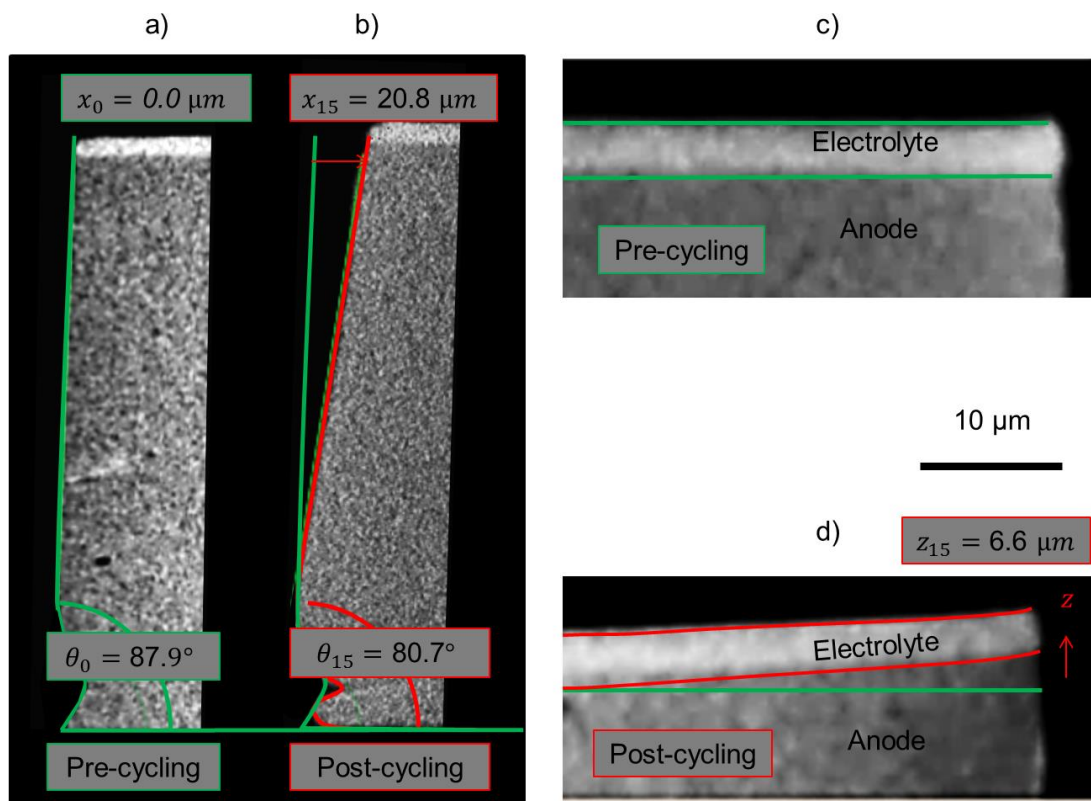 a)
b)
c)
x₀ = 0.0 μm
x₁₅ = 20.8 μm
Electrolyte
Anode
Pre-cycling
10 μm
d)
z₁₅ = 6.6 μm
z
Electrolyte
Anode
Post-cycling
θ₀ = 87.9°
θ₁₅ = 80.7°
Pre-cycling
Post-cycling